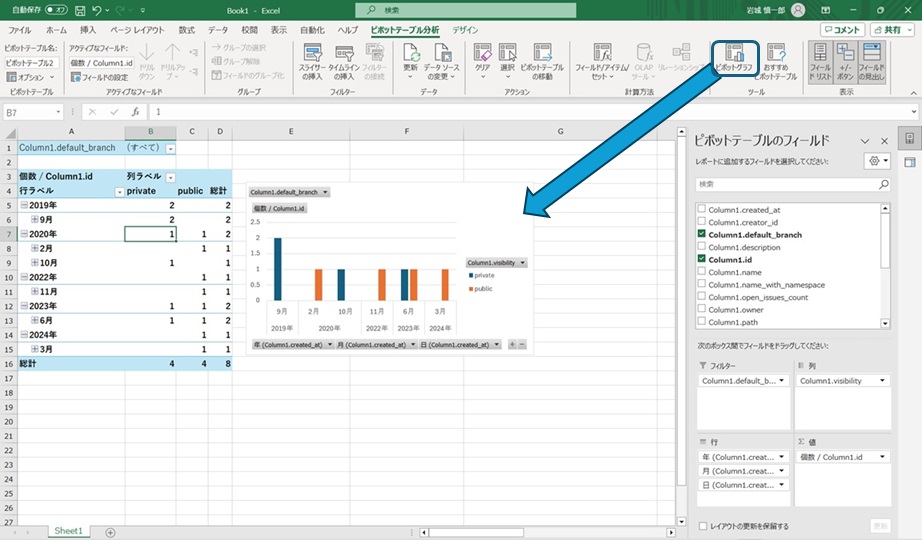 自動保存 オフ Book1 - Excel 検索 岩城 慎一郎
ファイル ホーム 挿入 ページ レイアウト 数式 データ 校閲 表示 自動化 ヘルプ ピボットテーブル分析 デザイン コメント 共有
ピボットテーブル名:
ピボットテーブル2
オプション
ピボットテーブル
アクティブなフィールド:
個数 / Column1.id
フィールドの設定
ドリルダウン
ドリルアップ
アクティブなフィールド
グループの選択
グループ解除
フィールドのグループ化
グループ
スライサーの挿入
タイムラインの挿入
フィルターの接続
フィルター
更新
データ ソースの変更
データ
クリア
選択
ピボットテーブルの移動
アクション
フィールド/アイテム/セット
OLAP ツール
リレーションシップ
計算方法
ピボットグラフ
おすすめピボットテーブル
ツール
フィールドリスト
+/- ボタン
フィールドの見出し
表示
B7 fx 1
A B C D E F G
1 Column1.default_branch (すべて)
2
3 個数 / Column1.id 列ラベル
4 行ラベル private public 総計
5 2019年 2 2
6 9月 2 2
7 2020年 1 1 2
8 2月 1 1
9 10月 1 1
10 2022年 1 1
11 11月 1 1
12 2023年 1 1 2
13 6月 1 1 2
14 2024年 1 1
15 3月 1 1
16 総計 4 4 8
17
18
19
20
21
22
23
24
25
26
27
Column1.default_branch
個数 / Column1.id
2.5
2
1.5
1
0.5
0
9月 2月 10月 11月 6月 3月
2019年 2020年 2022年 2023年 2024年
Column1.visibility
private
public
年 (Column1.created_at) 月 (Column1.created_at) 日 (Column1.created_at) + −
ピボットテーブルのフィールド
レポートに追加するフィールドを選択してください:
検索
Column1.created_at
Column1.creator_id
Column1.default_branch
Column1.description
Column1.id
Column1.name
Column1.name_with_namespace
Column1.open_issues_count
Column1.owner
Column1.path
次のボックス間でフィールドをドラッグしてください:
フィルター
Column1.default_b...
列
Column1.visibility
行
年 (Column1.creat...
月 (Column1.creat...
日 (Column1.creat...
Σ 値
個数 / Column1.id
レイアウトの更新を保留する 更新
Sheet1